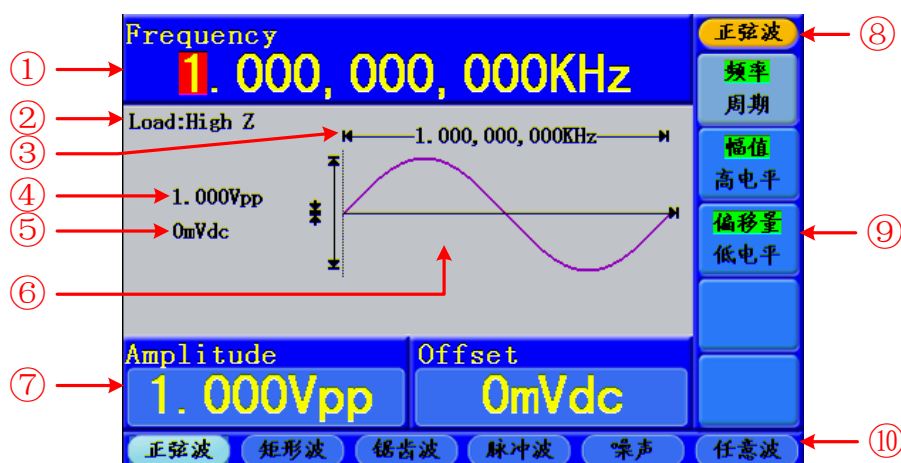 Frequency
1.000,000,000KHz
①
②
③
④
⑤
⑥
⑦
Load:High Z
1.000,000,000KHz
1.000Vpp
0mVdc
Amplitude
1.000Vpp
Offset
0mVdc
正弦波
频率
周期
幅值
高电平
偏移量
低电平
⑧
⑨
⑩
正弦波 矩形波 锯齿波 脉冲波 噪声 任意波